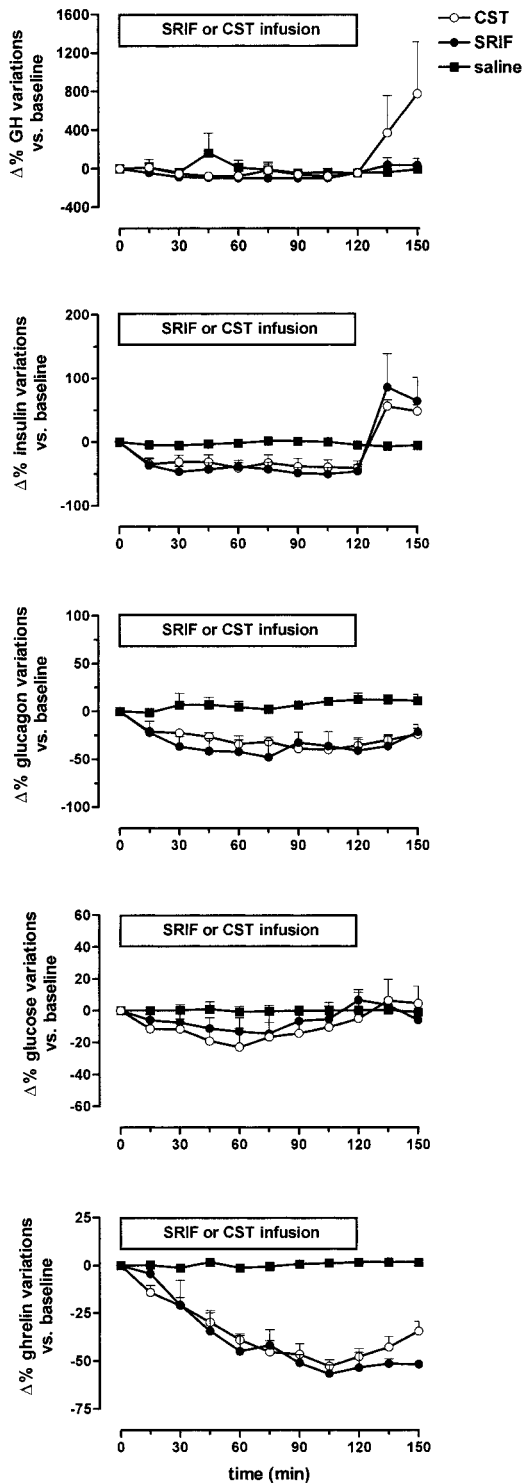 CST
SRIF
saline
SRIF or CST infusion
Δ% GH variations
vs. baseline
1600
1200
800
400
0
-400
0 30 60 90 120 150
SRIF or CST infusion
Δ% insulin variations
vs. baseline
200
100
0
-100
0 30 60 90 120 150
SRIF or CST infusion
Δ% glucagon variations
vs. baseline
100
50
0
-50
-100
0 30 60 90 120 150
SRIF or CST infusion
Δ% glucose variations
vs. baseline
60
40
20
0
-20
-40
-60
0 30 60 90 120 150
SRIF or CST infusion
Δ% ghrelin variations
vs. baseline
25
0
-25
-50
-75
0 30 60 90 120 150
time (min)